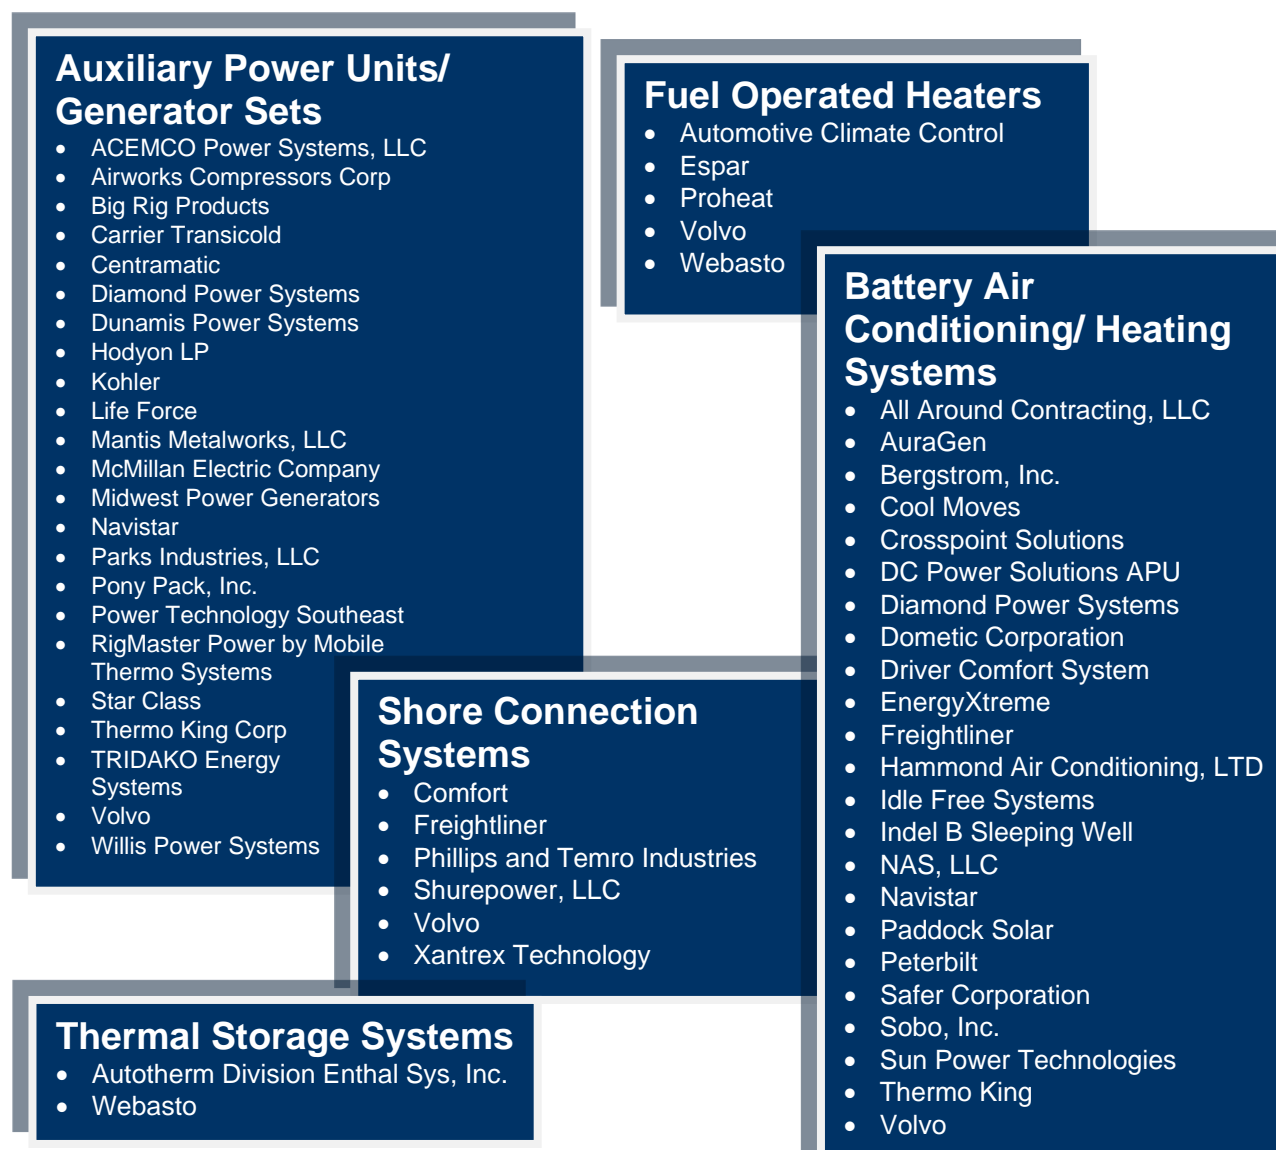 Auxiliary Power Units/
Generator Sets
• ACEMCO Power Systems, LLC
• Airworks Compressors Corp
• Big Rig Products
• Carrier Transicold
• Centramatic
• Diamond Power Systems
• Dunamis Power Systems
• Hodyon LP
• Kohler
• Life Force
• Mantis Metalworks, LLC
• McMillan Electric Company
• Midwest Power Generators
• Navistar
• Parks Industries, LLC
• Pony Pack, Inc.
• Power Technology Southeast
• RigMaster Power by Mobile
Thermo Systems
• Star Class
• Thermo King Corp
• TRIDAKO Energy
Systems
• Volvo
• Willis Power Systems
Fuel Operated Heaters
• Automotive Climate Control
• Espar
• Proheat
• Volvo
• Webasto
Battery Air
Conditioning/ Heating
Systems
• All Around Contracting, LLC
• AuraGen
• Bergstrom, Inc.
• Cool Moves
• Crosspoint Solutions
• DC Power Solutions APU
• Diamond Power Systems
• Dometic Corporation
• Driver Comfort System
• EnergyXtreme
• Freightliner
• Hammond Air Conditioning, LTD
• Idle Free Systems
• Indel B Sleeping Well
• NAS, LLC
• Navistar
• Paddock Solar
• Peterbilt
• Safer Corporation
• Sobo, Inc.
• Sun Power Technologies
• Thermo King
• Volvo
Shore Connection
Systems
• Comfort
• Freightliner
• Phillips and Temro Industries
• Shurepower, LLC
• Volvo
• Xantrex Technology
Thermal Storage Systems
• Autotherm Division Enthal Sys, Inc.
• Webasto